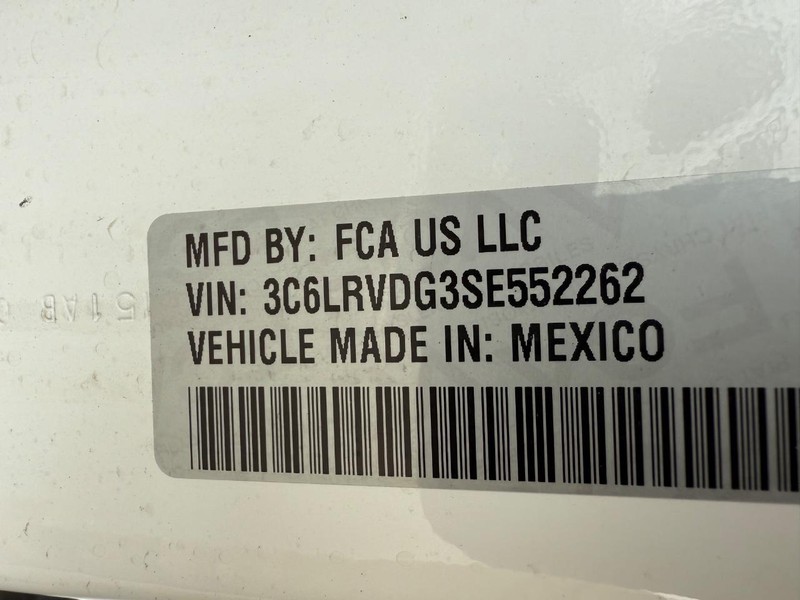 MFD BY: FCA US LLC
VIN: 3C6LRVDG3SE552262
VEHICLE MADE IN: MEXICO